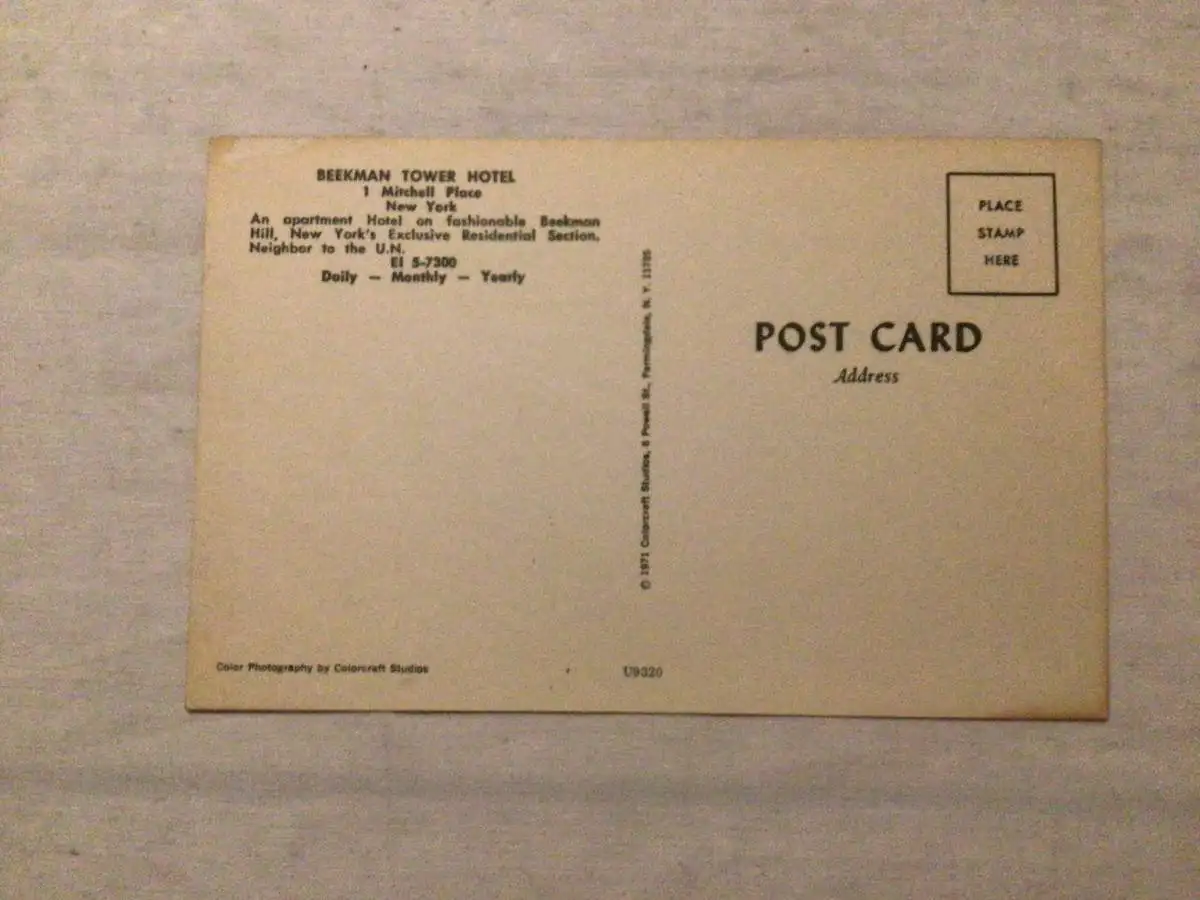 BEEKMAN TOWER HOTEL
1 Mitchell Place
New York
An apartment Hotel on fashionable Beekman
Hill, New York's Exclusive Residential Section.
Neighbor to the U.N.
El 5-7300
Daily — Monthly — Yearly
Color Photography by Colorcraft Studios
© 1971 Colorcraft Studios, 8 Powell St., Farmingdale, N. Y. 11735
U9320
PLACE
STAMP
HERE
POST CARD
Address